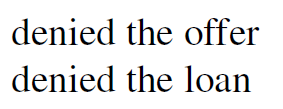 denied the offer
denied the loan